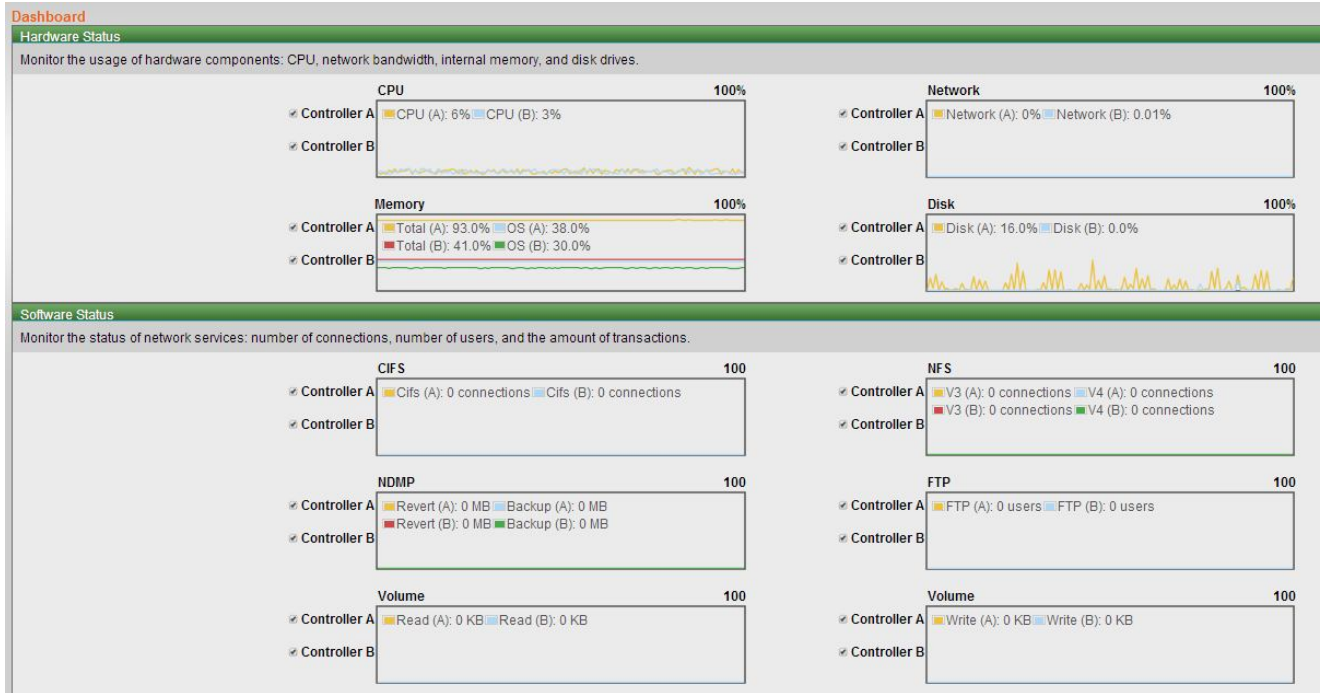 Dashboard
Hardware Status
Monitor the usage of hardware components: CPU, network bandwidth, internal memory, and disk drives.
CPU 100%
Controller A CPU (A): 6% CPU (B): 3%
Controller B
Network 100%
Controller A Network (A): 0% Network (B): 0.01%
Controller B
Memory 100%
Controller A Total (A): 93.0% OS (A): 38.0%
Total (B): 41.0% OS (B): 30.0%
Controller B
Disk 100%
Controller A Disk (A): 16.0% Disk (B): 0.0%
Controller B
Software Status
Monitor the status of network services: number of connections, number of users, and the amount of transactions.
CIFS 100
Controller A Cifs (A): 0 connections Cifs (B): 0 connections
Controller B
NFS 100
Controller A V3 (A): 0 connections V4 (A): 0 connections
V3 (B): 0 connections V4 (B): 0 connections
Controller B
NDMP 100
Controller A Revert (A): 0 MB Backup (A): 0 MB
Revert (B): 0 MB Backup (B): 0 MB
Controller B
FTP 100
Controller A FTP (A): 0 users FTP (B): 0 users
Controller B
Volume 100
Controller A Read (A): 0 KB Read (B): 0 KB
Controller B
Volume 100
Controller A Write (A): 0 KB Write (B): 0 KB
Controller B